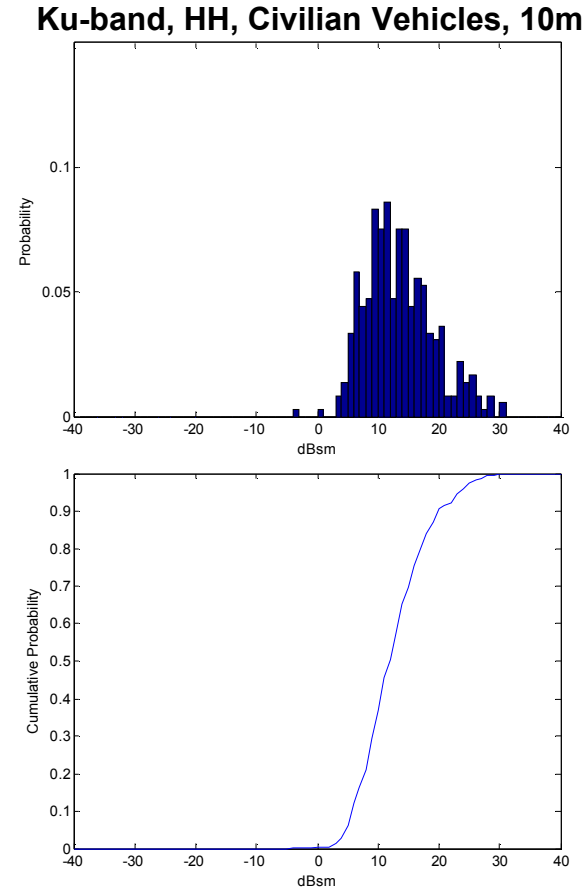 Ku-band, HH, Civilian Vehicles, 10m
0.1
0.05
0
Probability
-40 -30 -20 -10 0 10 20 30 40
dBsm
1
0.9
0.8
0.7
0.6
0.5
0.4
0.3
0.2
0.1
0
Cumulative Probability
-40 -30 -20 -10 0 10 20 30 40
dBsm